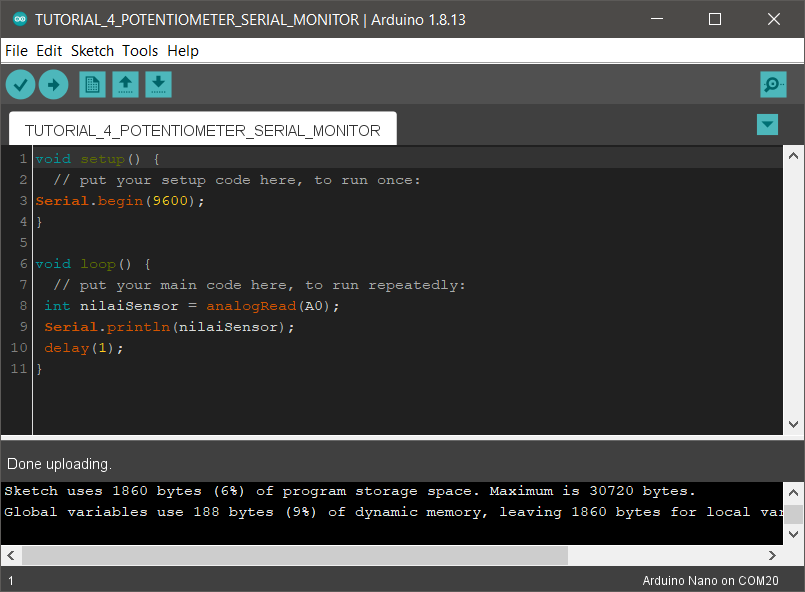 TUTORIAL_4_POTENTIOMETER_SERIAL_MONITOR | Arduino 1.8.13
File Edit Sketch Tools Help
TUTORIAL_4_POTENTIOMETER_SERIAL_MONITOR
1 void setup() {
2 // put your setup code here, to run once:
3 Serial.begin(9600);
4 }
5
6 void loop() {
7 // put your main code here, to run repeatedly:
8 int nilaiSensor = analogRead(A0);
9 Serial.println(nilaiSensor);
10 delay(1);
11 }
Done uploading.
Sketch uses 1860 bytes (6%) of program storage space. Maximum is 30720 bytes.
Global variables use 188 bytes (9%) of dynamic memory, leaving 1860 bytes for local var
1 Arduino Nano on COM20